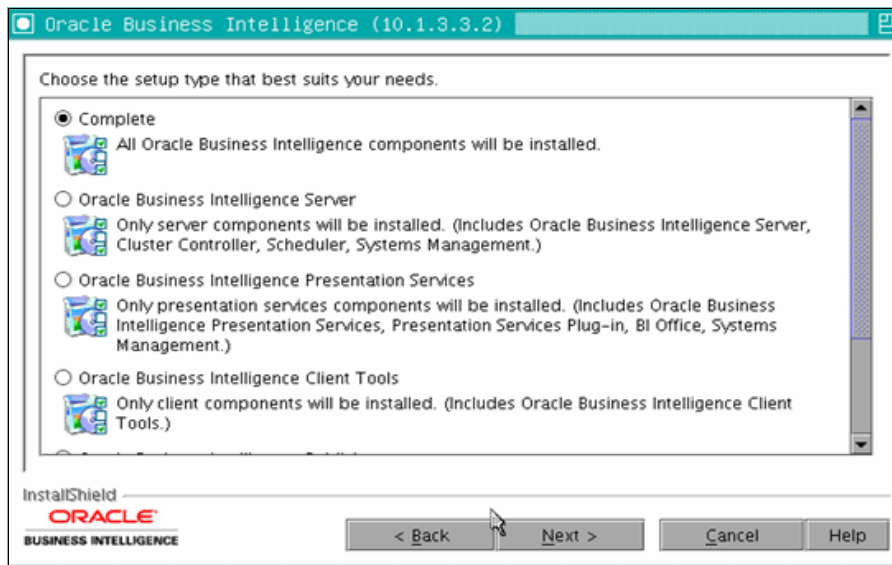 Oracle Business Intelligence (10.1.3.3.2)
Choose the setup type that best suits your needs.
Complete
All Oracle Business Intelligence components will be installed.
Oracle Business Intelligence Server
Only server components will be installed. (Includes Oracle Business Intelligence Server,
Cluster Controller, Scheduler, Systems Management.)
Oracle Business Intelligence Presentation Services
Only presentation services components will be installed. (Includes Oracle Business
Intelligence Presentation Services, Presentation Services Plug-in, BI Office, Systems
Management.)
Oracle Business Intelligence Client Tools
Only client components will be installed. (Includes Oracle Business Intelligence Client
Tools.)
InstallShield
ORACLE
BUSINESS INTELLIGENCE
< Back
Next >
Cancel
Help